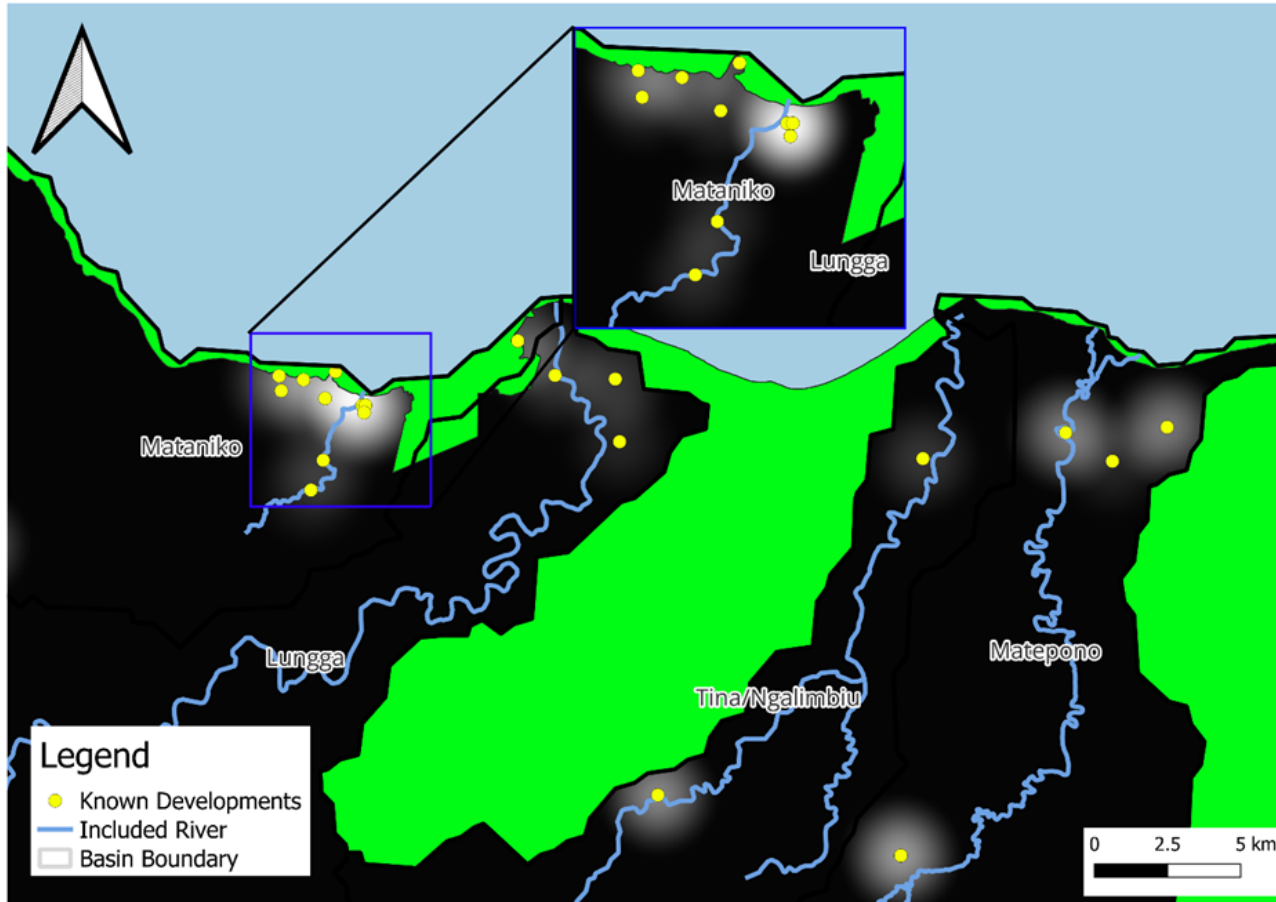 Mataniko
Lungga
Mataniko
Lungga
Matepono
Tina/Ngalimbiu
Legend
Known Developments
Included River
Basin Boundary
0 2.5 5 km